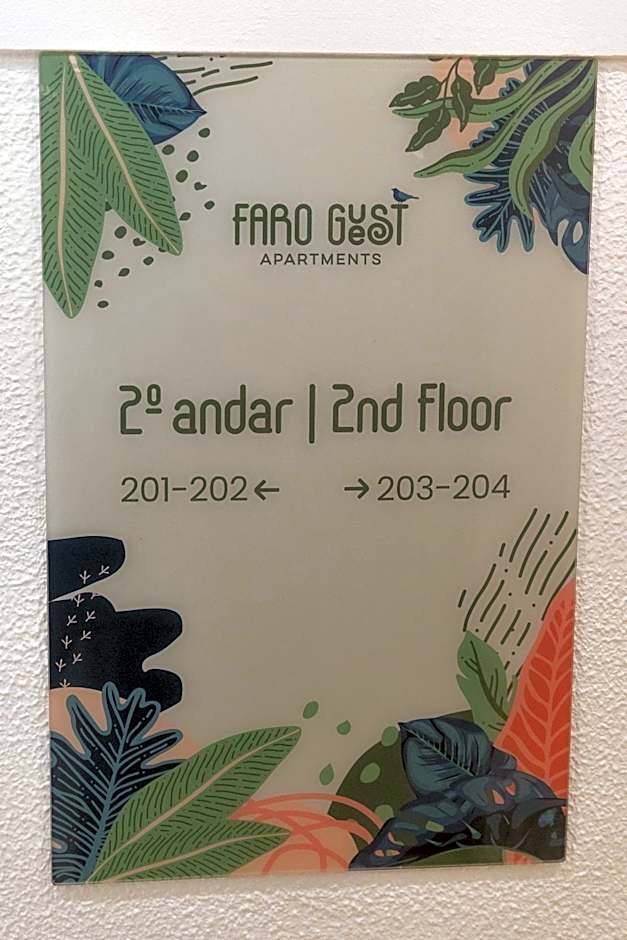 FARO GUeST
APARTMENTS
2º andar | 2nd floor
201-202← →203-204